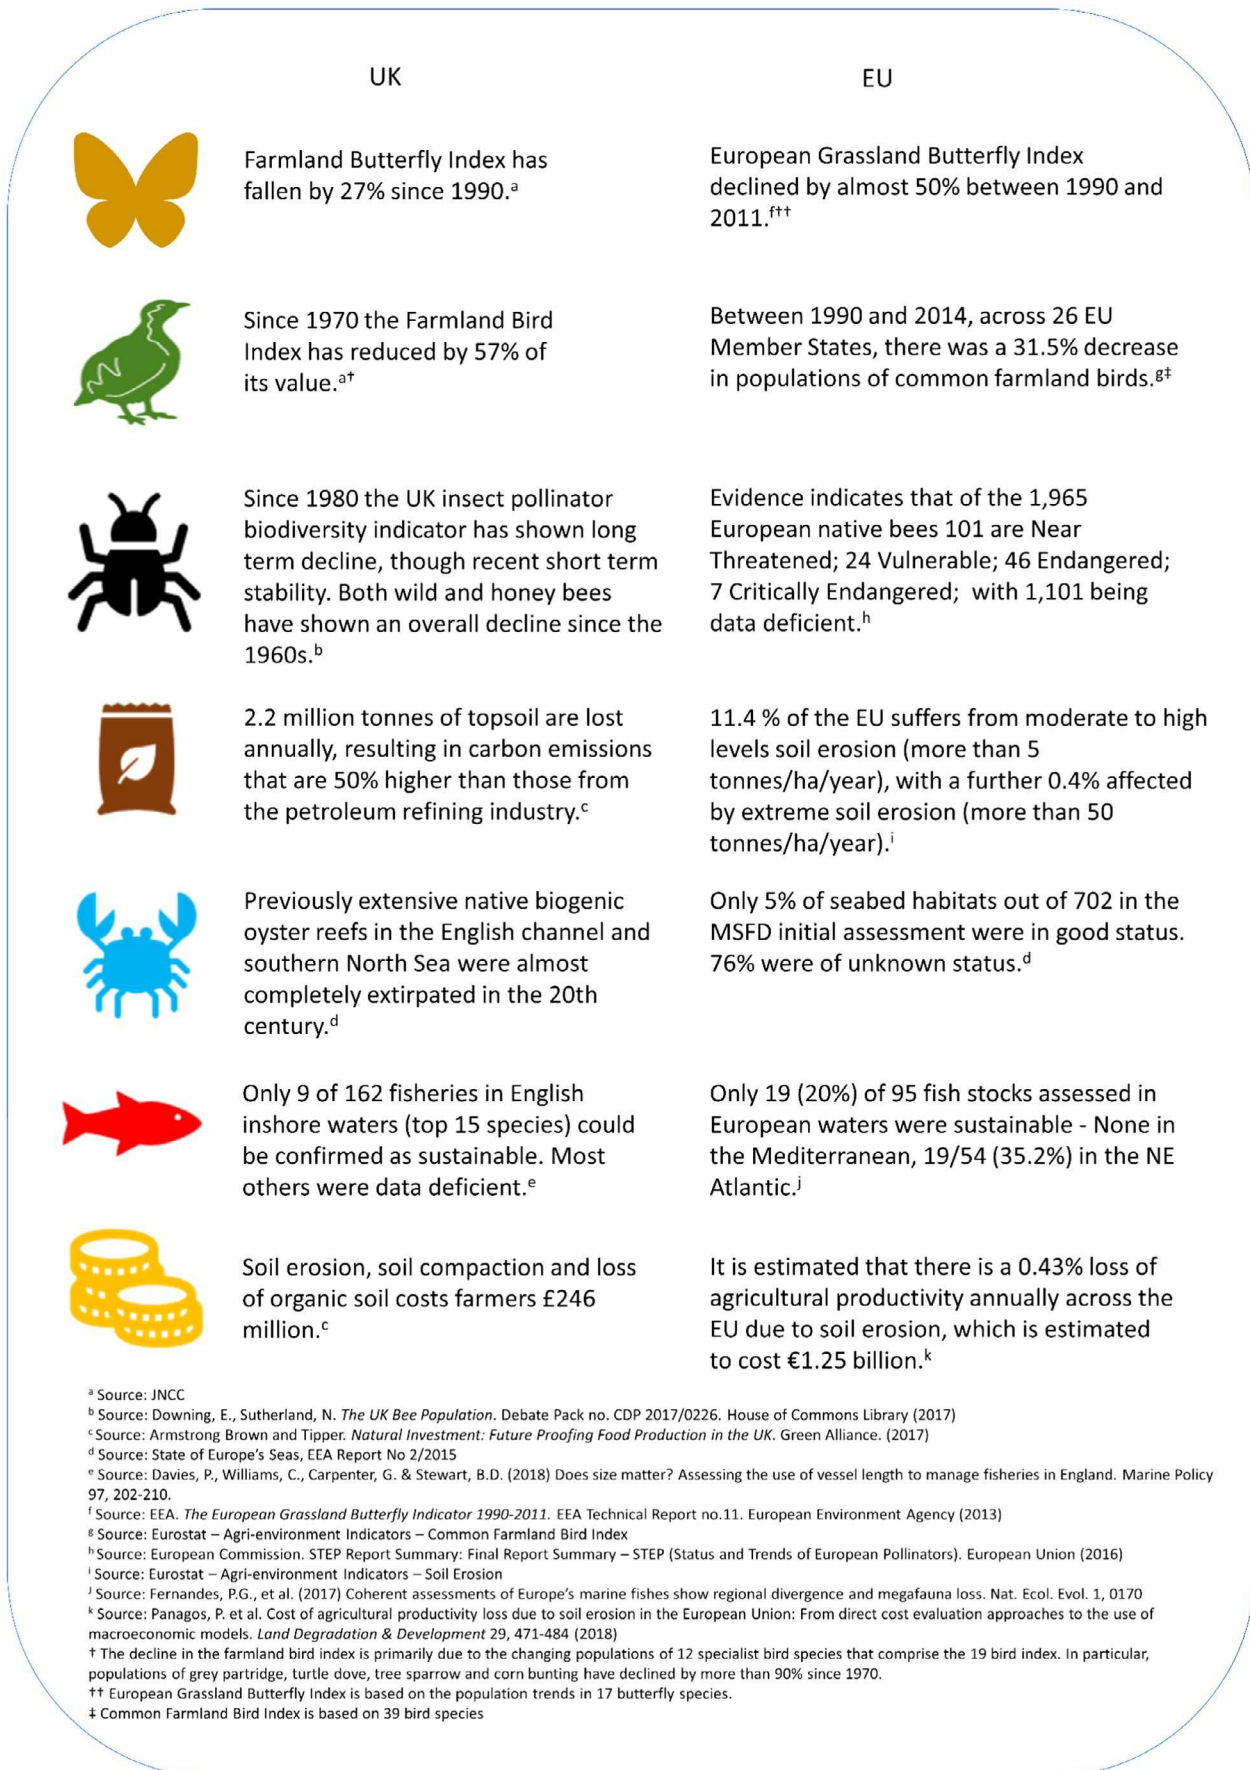 UK
EU
Farmland Butterfly Index has
fallen by 27% since 1990.ᵃ
European Grassland Butterfly Index
declined by almost 50% between 1990 and
2011.ᶠ††
Since 1970 the Farmland Bird
Index has reduced by 57% of
its value.ᵃ†
Between 1990 and 2014, across 26 EU
Member States, there was a 31.5% decrease
in populations of common farmland birds.ᵍ‡
Since 1980 the UK insect pollinator
biodiversity indicator has shown long
term decline, though recent short term
stability. Both wild and honey bees
have shown an overall decline since the
1960s.ᵇ
Evidence indicates that of the 1,965
European native bees 101 are Near
Threatened; 24 Vulnerable; 46 Endangered;
7 Critically Endangered;  with 1,101 being
data deficient.ʰ
2.2 million tonnes of topsoil are lost
annually, resulting in carbon emissions
that are 50% higher than those from
the petroleum refining industry.ᶜ
11.4 % of the EU suffers from moderate to high
levels soil erosion (more than 5
tonnes/ha/year), with a further 0.4% affected
by extreme soil erosion (more than 50
tonnes/ha/year).ⁱ
Previously extensive native biogenic
oyster reefs in the English channel and
southern North Sea were almost
completely extirpated in the 20th
century.ᵈ
Only 5% of seabed habitats out of 702 in the
MSFD initial assessment were in good status.
76% were of unknown status.ᵈ
Only 9 of 162 fisheries in English
inshore waters (top 15 species) could
be confirmed as sustainable. Most
others were data deficient.ᵉ
Only 19 (20%) of 95 fish stocks assessed in
European waters were sustainable - None in
the Mediterranean, 19/54 (35.2%) in the NE
Atlantic.ʲ
Soil erosion, soil compaction and loss
of organic soil costs farmers £246
million.ᶜ
It is estimated that there is a 0.43% loss of
agricultural productivity annually across the
EU due to soil erosion, which is estimated
to cost €1.25 billion.ᵏ
ᵃ Source: JNCC
ᵇ Source: Downing, E., Sutherland, N. The UK Bee Population. Debate Pack no. CDP 2017/0226. House of Commons Library (2017)
ᶜ Source: Armstrong Brown and Tipper. Natural Investment: Future Proofing Food Production in the UK. Green Alliance. (2017)
ᵈ Source: State of Europe's Seas, EEA Report No 2/2015
ᵉ Source: Davies, P., Williams, C., Carpenter, G. & Stewart, B.D. (2018) Does size matter? Assessing the use of vessel length to manage fisheries in England. Marine Policy
97, 202-210.
ᶠ Source: EEA. The European Grassland Butterfly Indicator 1990-2011. EEA Technical Report no.11. European Environment Agency (2013)
ᵍ Source: Eurostat – Agri-environment Indicators – Common Farmland Bird Index
ʰ Source: European Commission. STEP Report Summary: Final Report Summary – STEP (Status and Trends of European Pollinators). European Union (2016)
ⁱ Source: Eurostat – Agri-environment Indicators – Soil Erosion
ʲ Source: Fernandes, P.G., et al. (2017) Coherent assessments of Europe's marine fishes show regional divergence and megafauna loss. Nat. Ecol. Evol. 1, 0170
ᵏ Source: Panagos, P. et al. Cost of agricultural productivity loss due to soil erosion in the European Union: From direct cost evaluation approaches to the use of
macroeconomic models. Land Degradation & Development 29, 471-484 (2018)
† The decline in the farmland bird index is primarily due to the changing populations of 12 specialist bird species that comprise the 19 bird index. In particular,
populations of grey partridge, turtle dove, tree sparrow and corn bunting have declined by more than 90% since 1970.
†† European Grassland Butterfly Index is based on the population trends in 17 butterfly species.
‡ Common Farmland Bird Index is based on 39 bird species